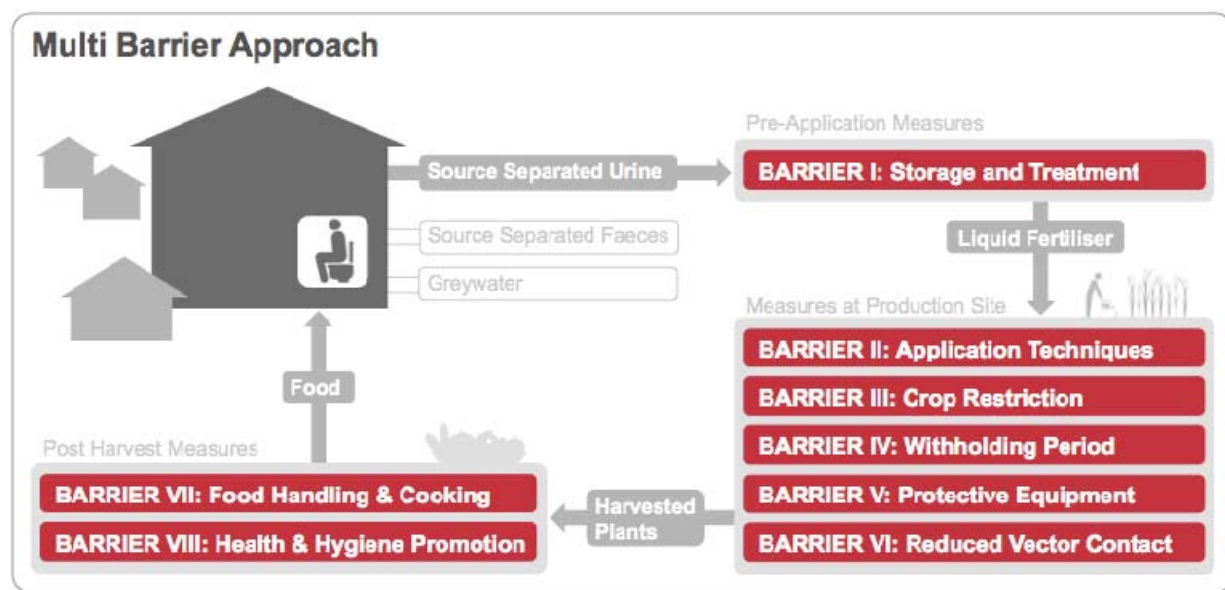 Multi Barrier Approach
Pre-Application Measures
Source Separated Urine
BARRIER I: Storage and Treatment
Source Separated Faeces
Liquid Fertiliser
Greywater
Measures at Production Site
BARRIER II: Application Techniques
BARRIER III: Crop Restriction
Food
Post Harvest Measures
BARRIER IV: Withholding Period
BARRIER VII: Food Handling & Cooking
Harvested
Plants
BARRIER V: Protective Equipment
BARRIER VIII: Health & Hygiene Promotion
BARRIER VI: Reduced Vector Contact